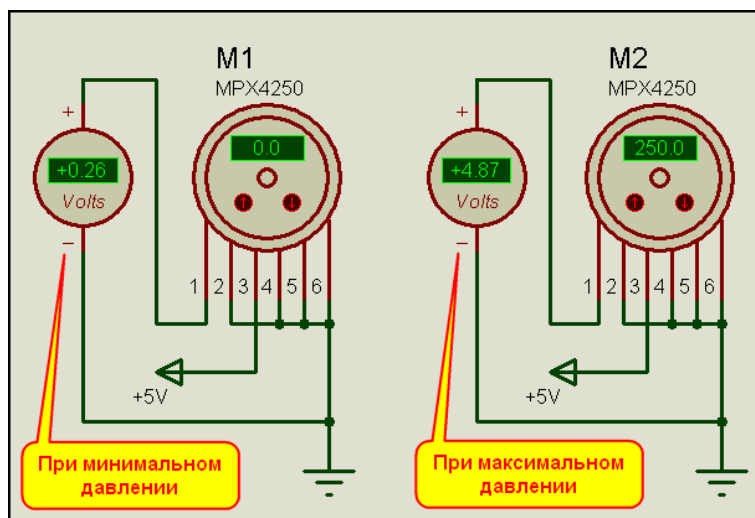 M1
MPX4250
0.0
+
+0.26
Volts
−
1 2 3 4 5 6
+5V
При минимальном
давлении
M2
MPX4250
250.0
+
+4.87
Volts
−
1 2 3 4 5 6
+5V
При максимальном
давлении